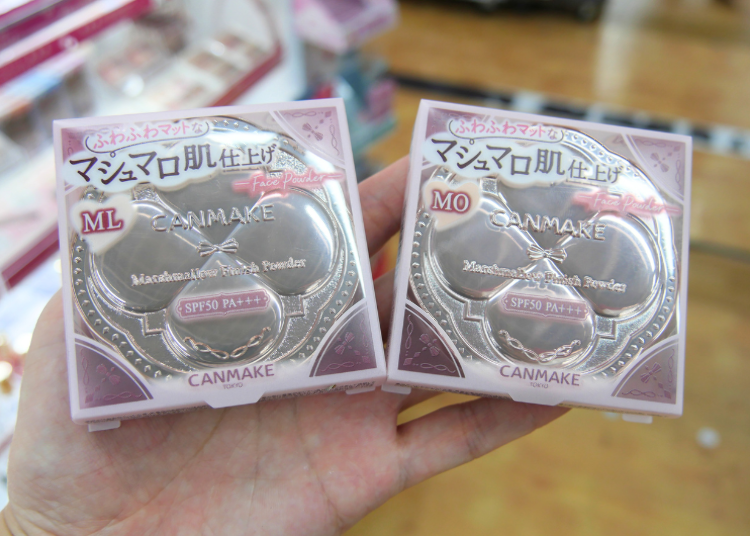 ふわふわマットな
マシュマロ肌仕上げ
Face Powder
ML
CANMAKE
Marshmallow Finish Powder
SPF50 PA+++
CANMAKE
TOKYO
ふわふわマットな
マシュマロ肌仕上げ
Face Powder
MO
CANMAKE
Marshmallow Finish Powder
SPF50 PA+++
CANMAKE
TOKYO